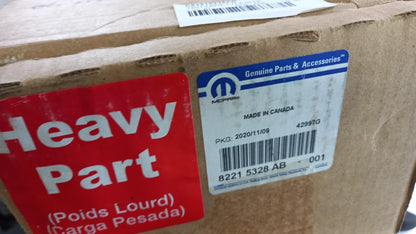 Genuine Parts & Accessories
MOPAR
MADE IN CANADA
PKG. 2020/11/09 42997G
8221 5328 AB - 001
Heavy
Part
(Poids Lourd)
(Carga Pesada)